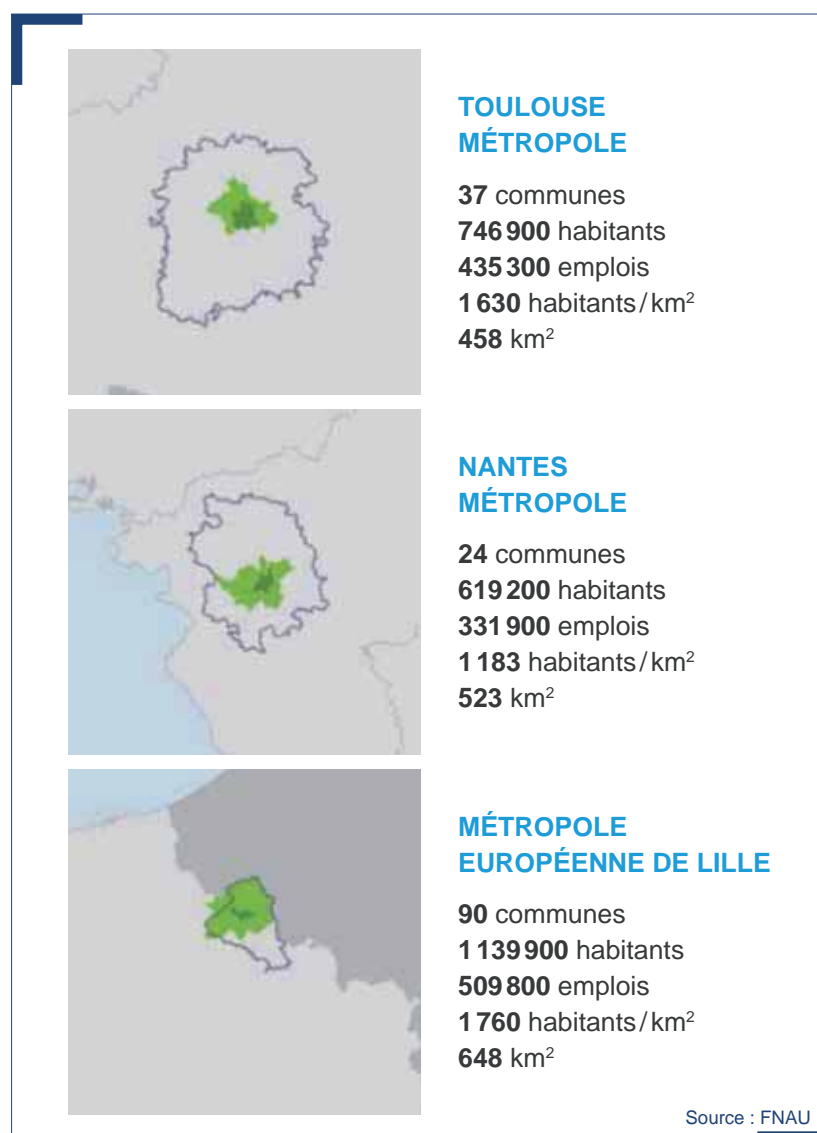 TOULOUSE
MÉTROPOLE
37 communes
746 900 habitants
435 300 emplois
1 630 habitants/km²
458 km²
NANTES
MÉTROPOLE
24 communes
619 200 habitants
331 900 emplois
1 183 habitants/km²
523 km²
MÉTROPOLE
EUROPÉENNE DE LILLE
90 communes
1 139 900 habitants
509 800 emplois
1 760 habitants/km²
648 km²
Source : FNAU